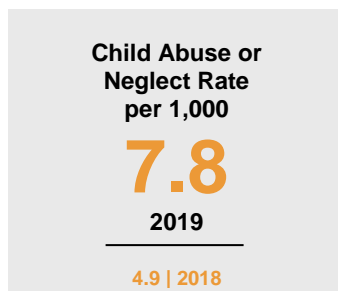 Child Abuse or
Neglect Rate
per 1,000
7.8
2019
4.9 | 2018